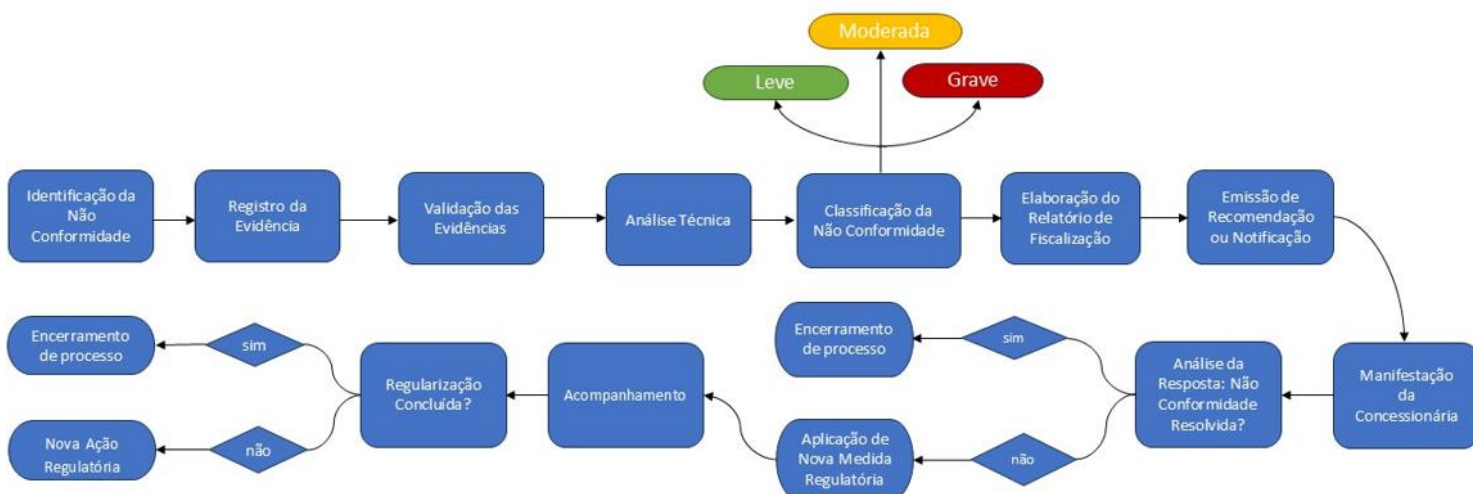 Moderada
Leve
Grave
Identificação da
Não
Conformidade
Registro da
Evidência
Validação das
Evidências
Análise Técnica
Classificação da
Não Conformidade
Elaboração do
Relatório de
Fiscalização
Emissão de
Recomendação
ou Notificação
Manifestação
da
Concessionária
Análise da
Resposta: Não
Conformidade
Resolvida?
sim
Encerramento
de processo
não
Aplicação de
Nova Medida
Regulatória
Acompanhamento
Regularização
Concluída?
sim
Encerramento
de processo
não
Nova Ação
Regulatória